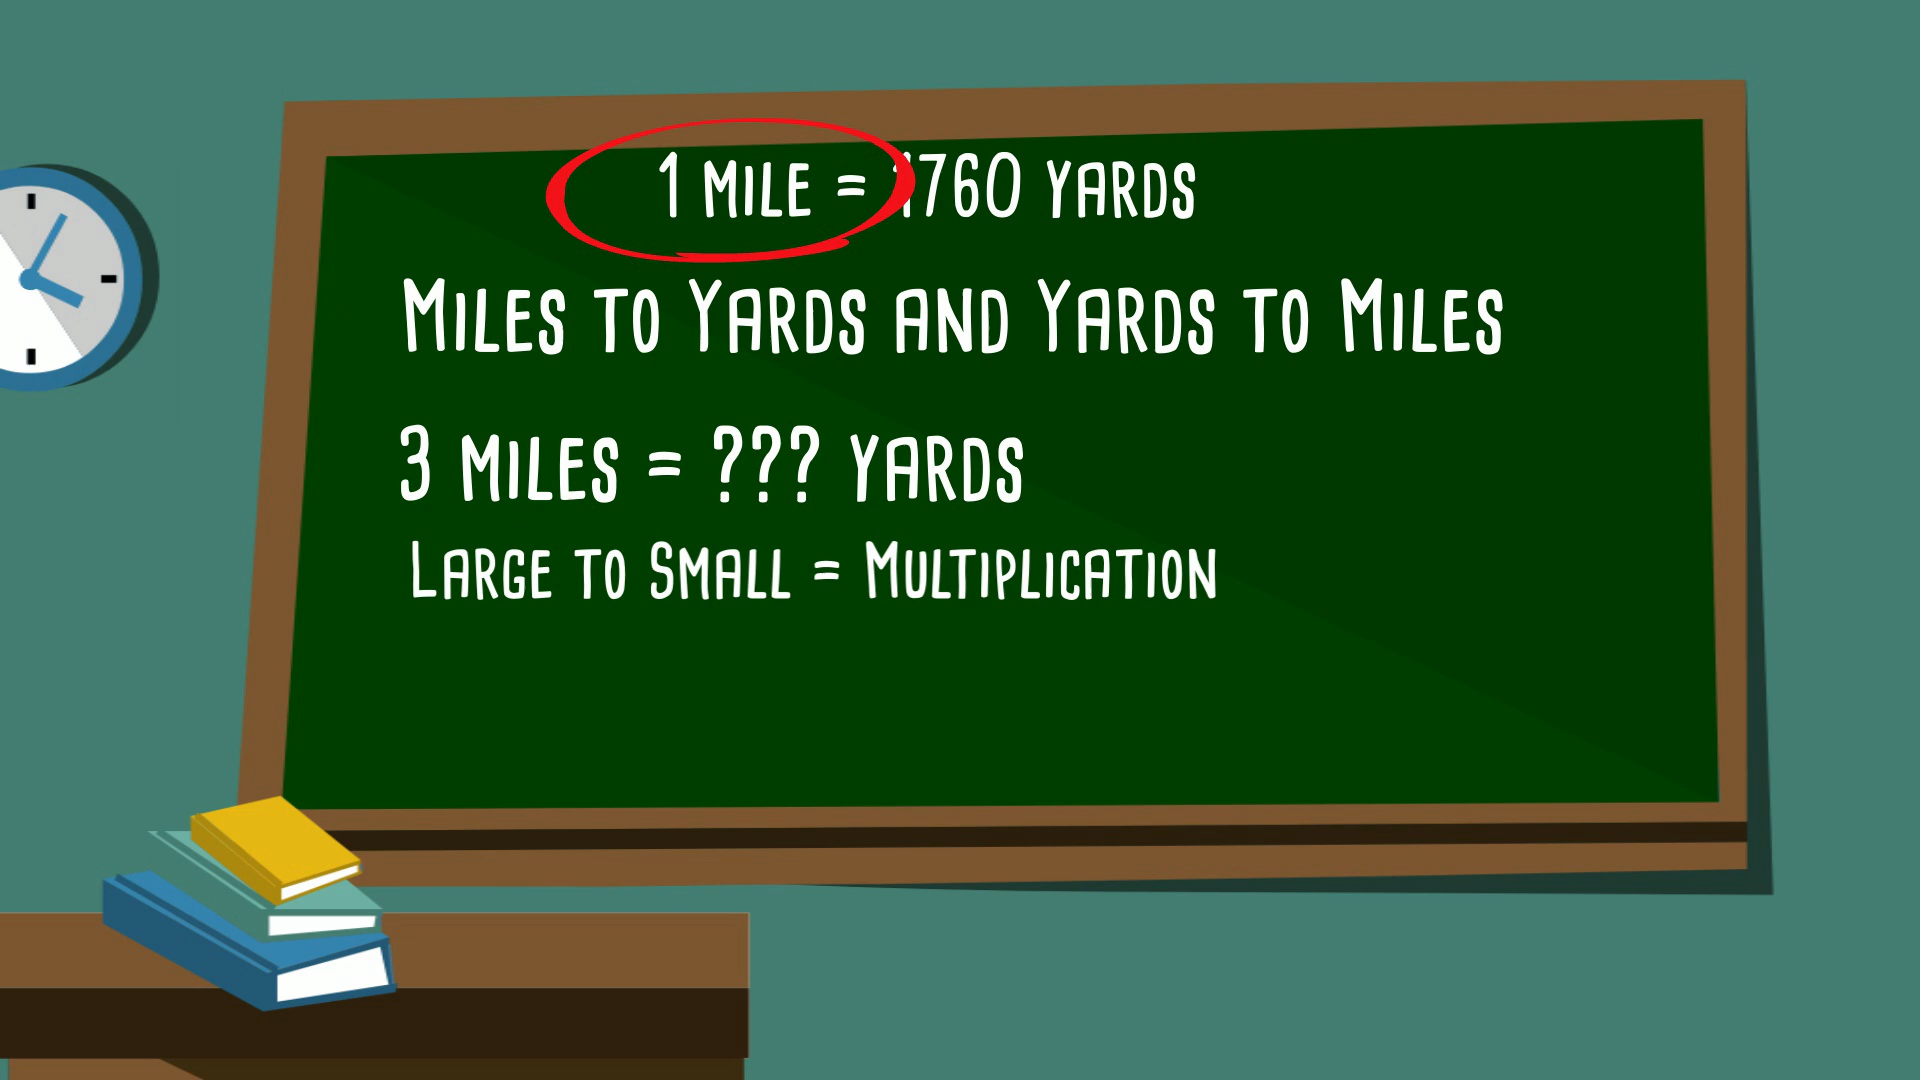 1 mile = 1760 yards
Miles to Yards and Yards to Miles
3 miles = ??? yards
Large to Small = Multiplication